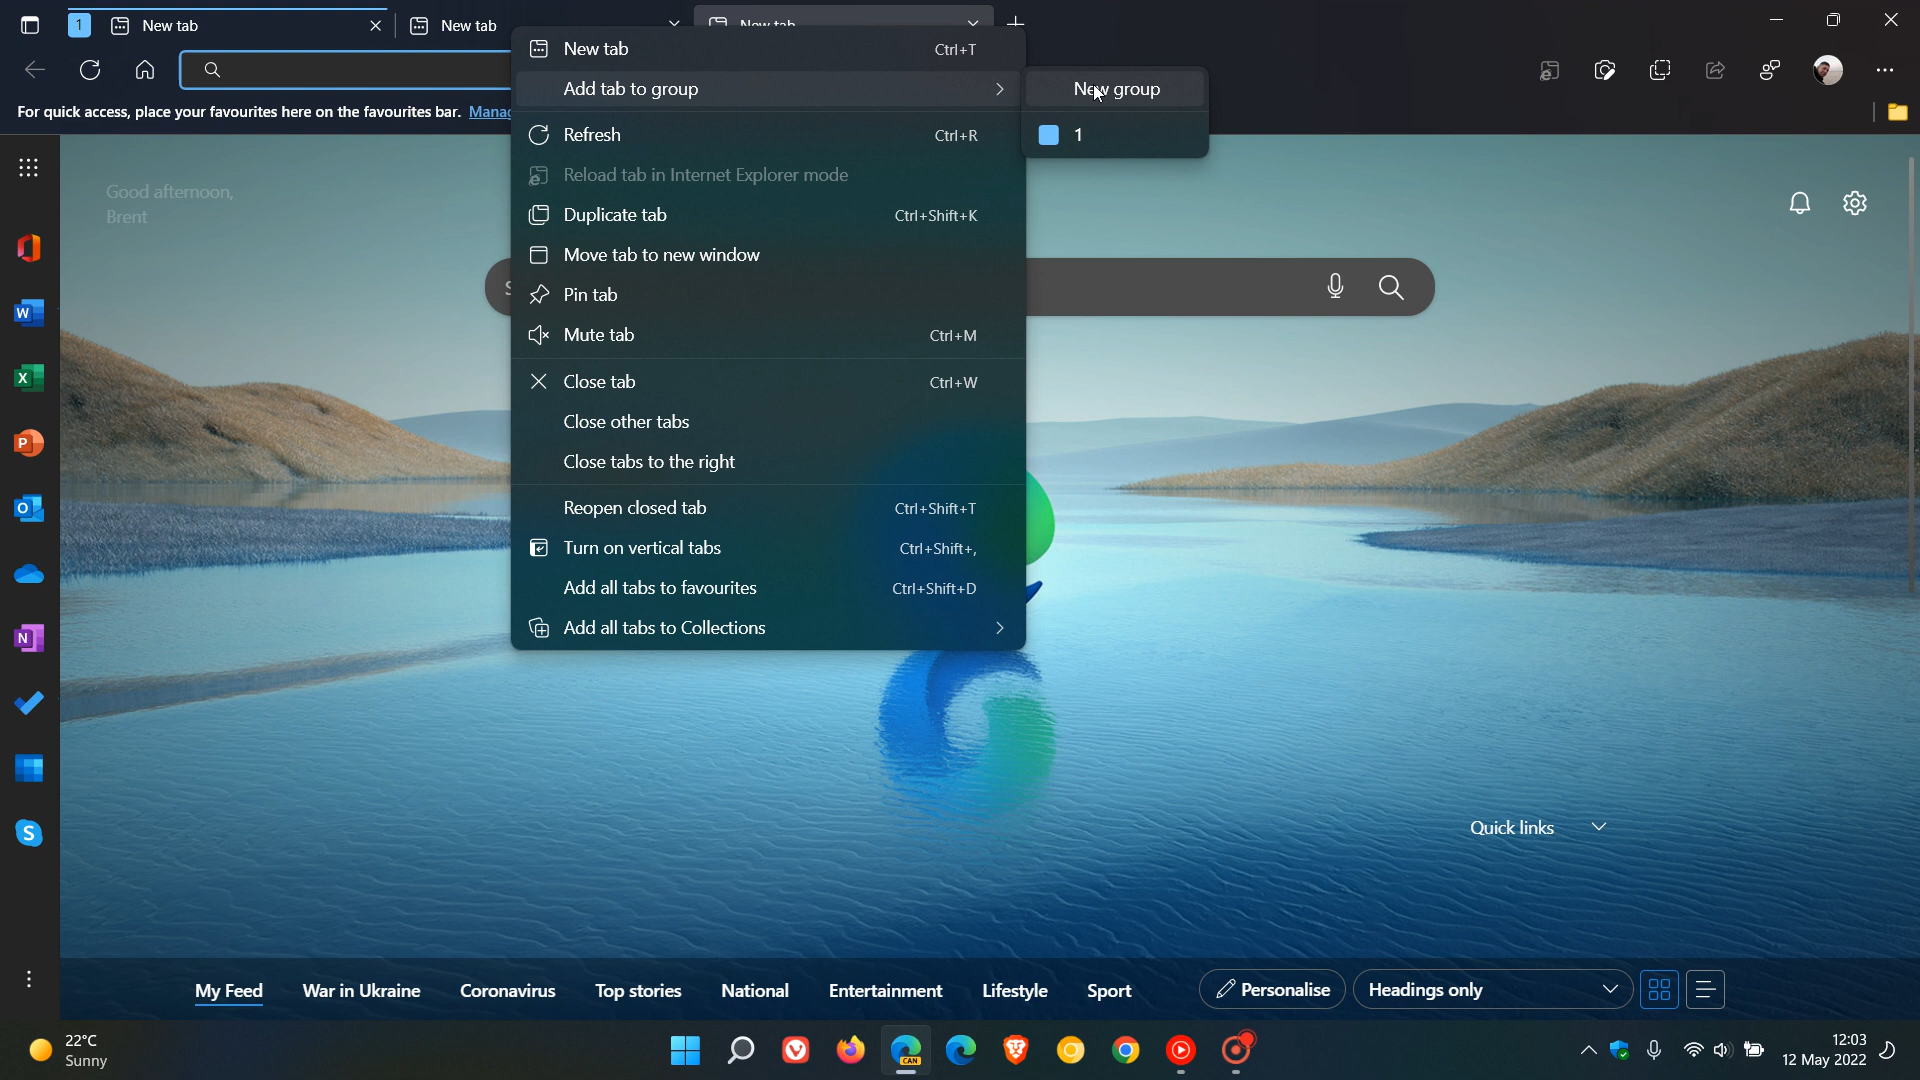 1 New tab New tab New tab
For quick access, place your favourites here on the favourites bar.
New tab Ctrl+T
Add tab to group
New group
Refresh Ctrl+R
1
Reload tab in Internet Explorer mode
Duplicate tab Ctrl+Shift+K
Move tab to new window
Pin tab
Mute tab Ctrl+M
Close tab Ctrl+W
Close other tabs
Close tabs to the right
Reopen closed tab Ctrl+Shift+T
Turn on vertical tabs Ctrl+Shift+,
Add all tabs to favourites Ctrl+Shift+D
Add all tabs to Collections
Good afternoon,
Brent
Quick links
My Feed War in Ukraine Coronavirus Top stories National Entertainment Lifestyle Sport Personalise Headings only
22°C
Sunny
CAN
12:03
12 May 2022